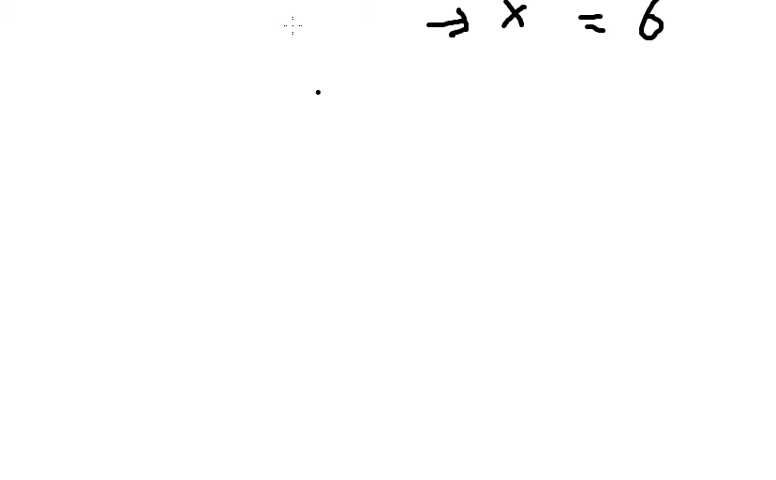 → x = 6